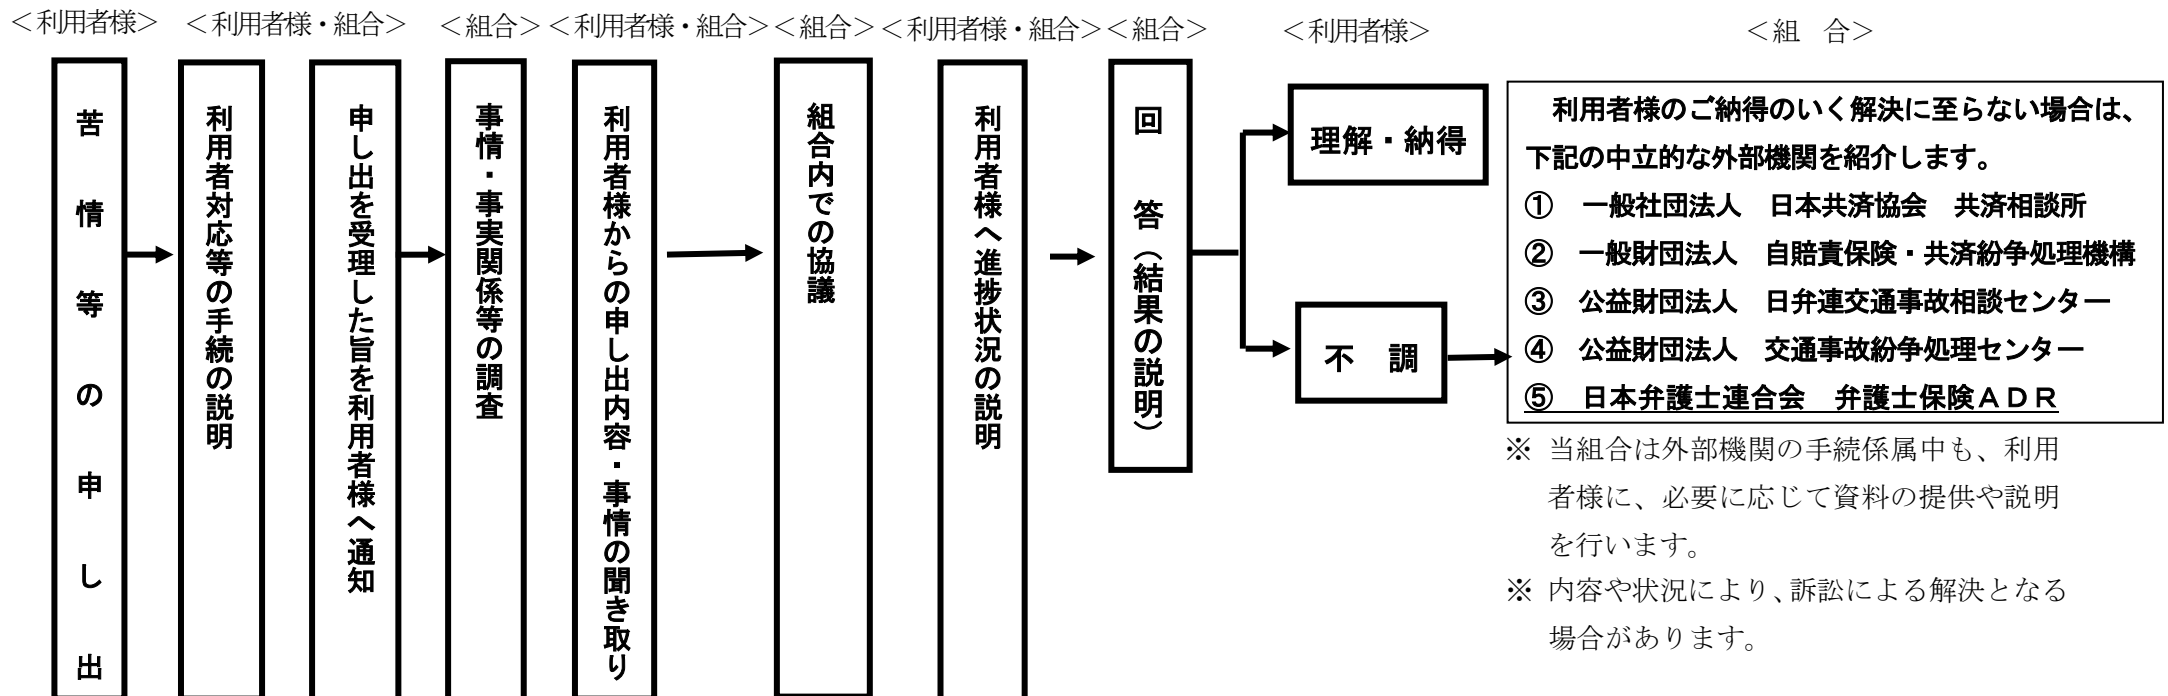 ＜利用者様＞
＜利用者様・組合＞
＜組合＞
＜利用者様・組合＞
＜組合＞
＜利用者様・組合＞
＜組合＞
＜利用者様＞
＜組　合＞
苦情等の申し出
利用者対応等の手続の説明
申し出を受理した旨を利用者様へ通知
事情・事実関係等の調査
利用者様からの申し出内容・事情の聞き取り
組合内での協議
利用者様へ進捗状況の説明
回　答（結果の説明）
理解・納得
不　調
利用者様のご納得のいく解決に至らない場合は、
下記の中立的な外部機関を紹介します。
①　一般社団法人　日本共済協会　共済相談所
②　一般財団法人　自賠責保険・共済紛争処理機構
③　公益財団法人　日弁連交通事故相談センター
④　公益財団法人　交通事故紛争処理センター
⑤　日本弁護士連合会　弁護士保険ＡＤＲ
※ 当組合は外部機関の手続係属中も、利用
者様に、必要に応じて資料の提供や説明
を行います。
※ 内容や状況により、訴訟による解決となる
場合があります。